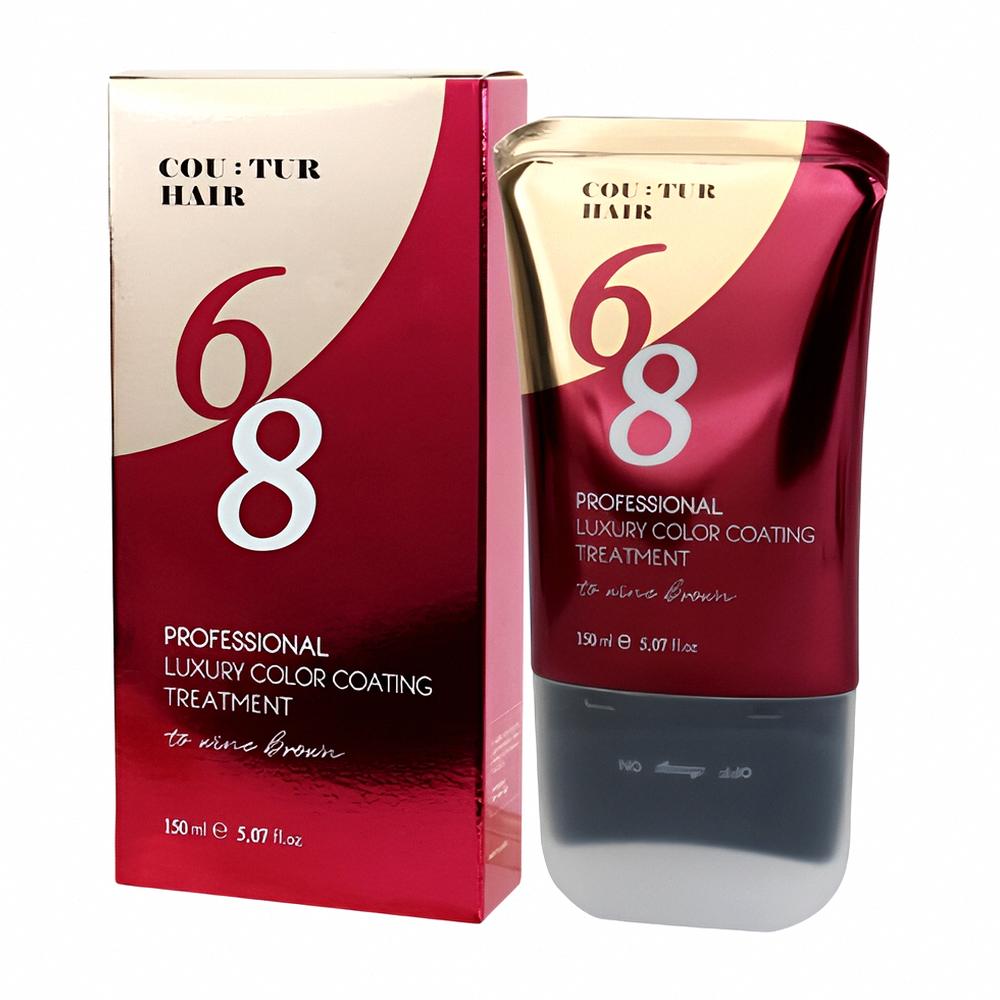 COU:TUR
HAIR
6
8
PROFESSIONAL
LUXURY COLOR COATING
TREATMENT
to wine Brown
150 ml ℮ 5.07 fl.oz
COU:TUR
HAIR
6
8
PROFESSIONAL
LUXURY COLOR COATING
TREATMENT
to wine Brown
150 ml ℮ 5.07 fl.oz
OFF
ON